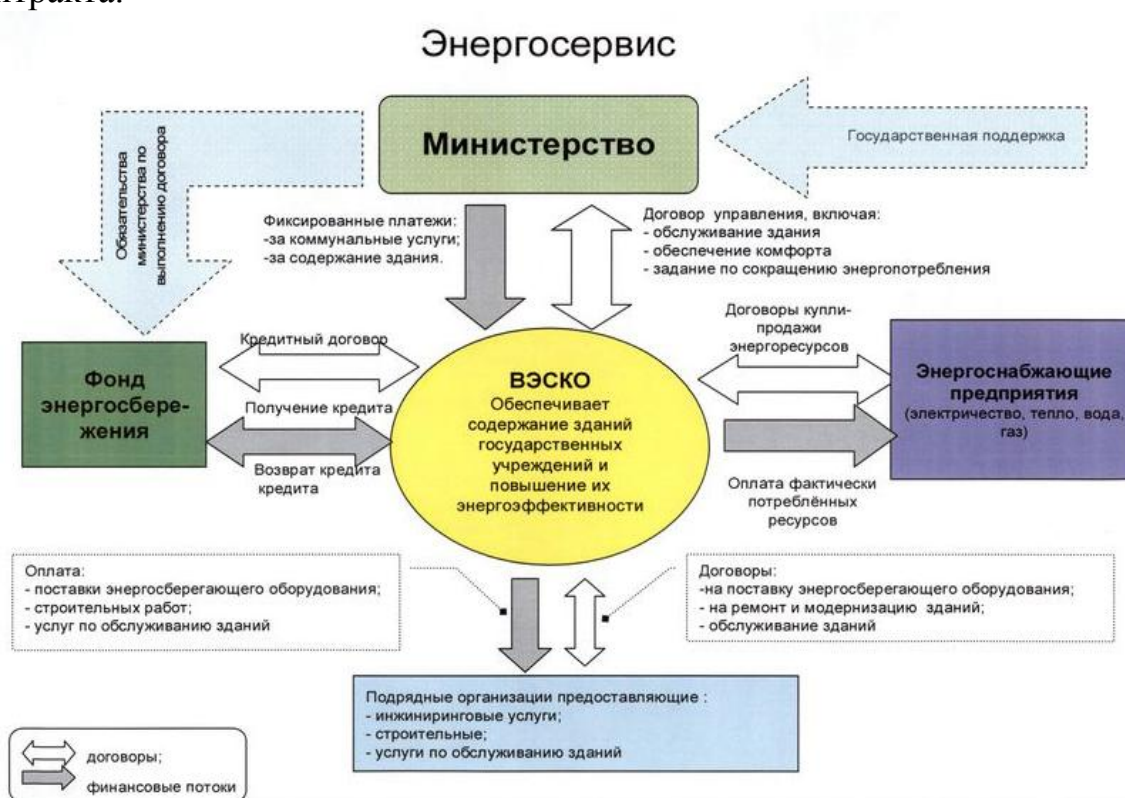 Энергосервис
Министерство
Государственная поддержка
Обязательства
министерства по
выполнению договора
Фиксированные платежи:
-за коммунальные услуги;
-за содержание здания.
Договор управления, включая:
- обслуживание здания
- обеспечение комфорта
- задание по сокращению энергопотребления
Фонд
энергосбере-
жения
Кредитный договор
Получение кредита
Возврат кредита
кредита
ВЭСКО
Обеспечивает
содержание зданий
государственных
учреждений и
повышение их
энергоэффективности
Договоры купли-
продажи
энергоресурсов
Оплата фактически
потреблённых
ресурсов
Энергоснабжающие
предприятия
(электричество, тепло, вода,
газ)
Оплата:
- поставки энергосберегающего оборудования;
- строительных работ;
- услуг по обслуживанию зданий
Договоры:
-на поставку энергосберегающего оборудования;
- на ремонт и модернизацию зданий;
- обслуживание зданий
Подрядные организации предоставляющие :
- инжиниринговые услуги;
- строительные;
- услуги по обслуживанию зданий
договоры;
финансовые потоки